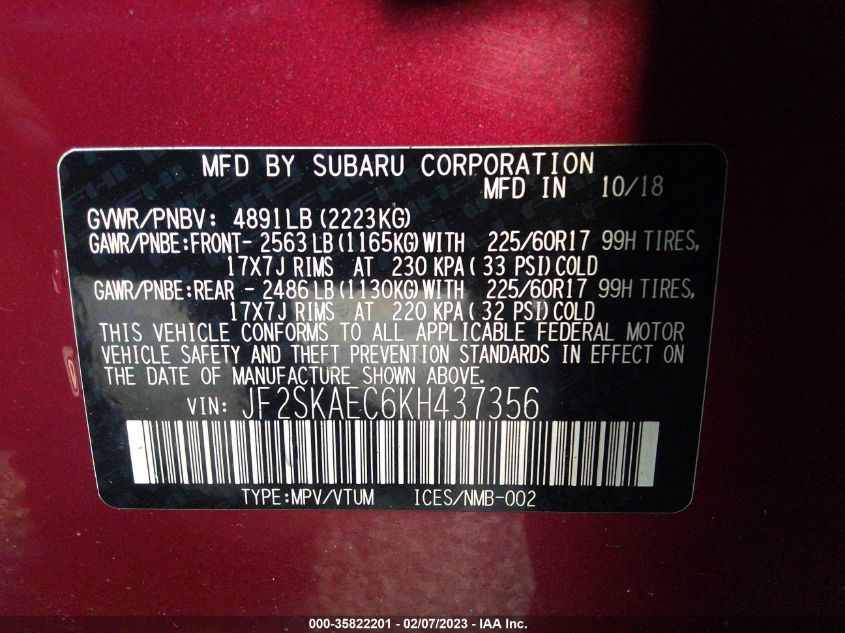 MFD BY SUBARU CORPORATION
MFD IN 10/18
GVWR/PNBV: 4891LB (2223KG)
GAWR/PNBE:FRONT- 2563 LB (1165KG) WITH 225/60R17 99H TIRES,
17X7J RIMS AT 230 KPA ( 33 PSI) COLD
GAWR/PNBE:REAR - 2486 LB (1130KG) WITH 225/60R17 99H TIRES,
17X7J RIMS AT 220 KPA ( 32 PSI) COLD
THIS VEHICLE CONFORMS TO ALL APPLICABLE FEDERAL MOTOR
VEHICLE SAFETY AND THEFT PREVENTION STANDARDS IN EFFECT ON
THE DATE OF MANUFACTURE SHOWN ABOVE.
VIN: JF2SKAEC6KH437356
TYPE:MPV/VTUM ICES/NMB-002
000-35822201 - 02/07/2023 - IAA Inc.